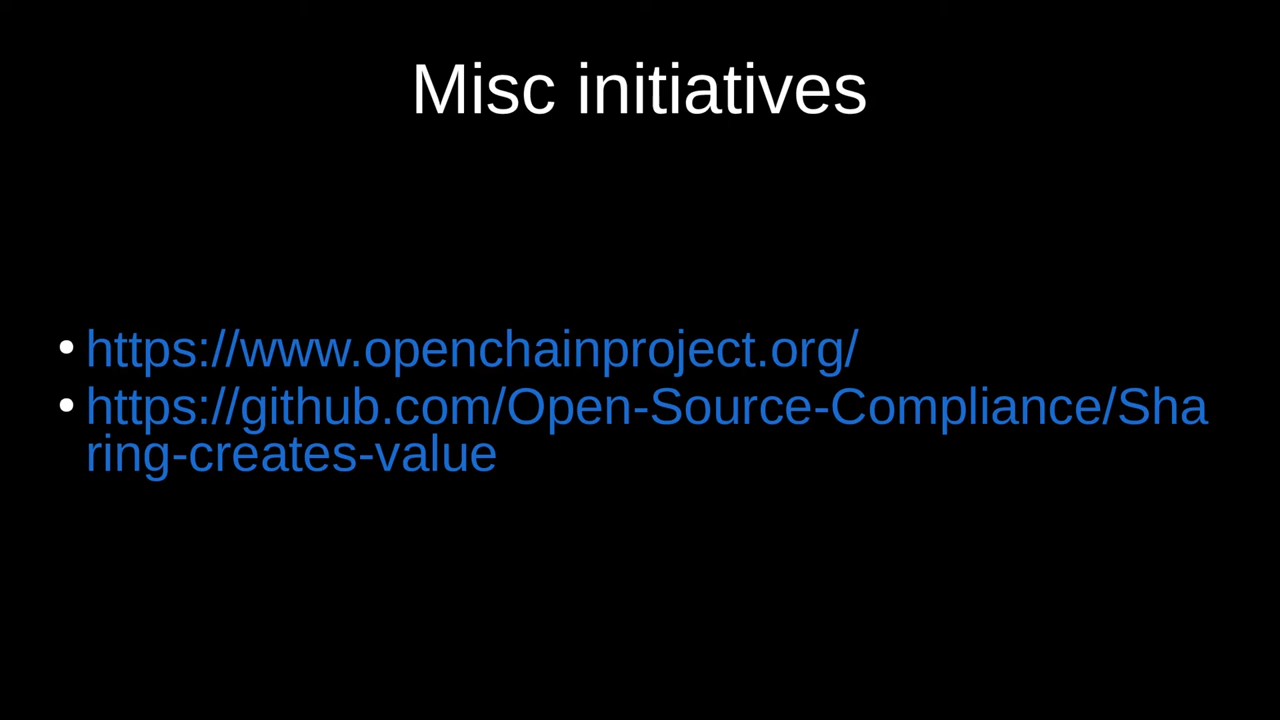 Misc initiatives
• https://www.openchainproject.org/
• https://github.com/Open-Source-Compliance/Sha
ring-creates-value